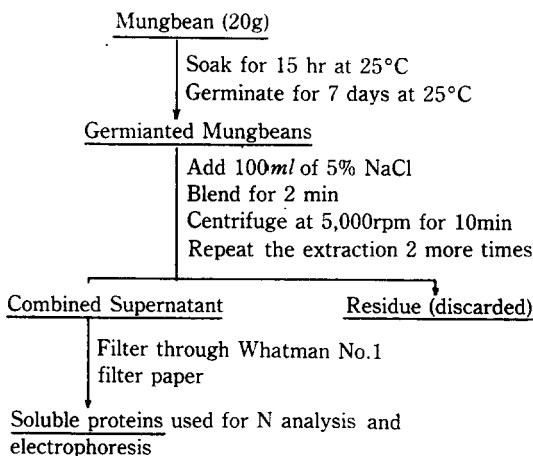 Mungbean (20g)
Soak for 15 hr at 25°C
Germinate for 7 days at 25°C
Germianted Mungbeans
Add 100ml of 5% NaCl
Blend for 2 min
Centrifuge at 5,000rpm for 10min
Repeat the extraction 2 more times
Combined Supernatant
Residue (discarded)
Filter through Whatman No.1
filter paper
Soluble proteins used for N analysis and
electrophoresis